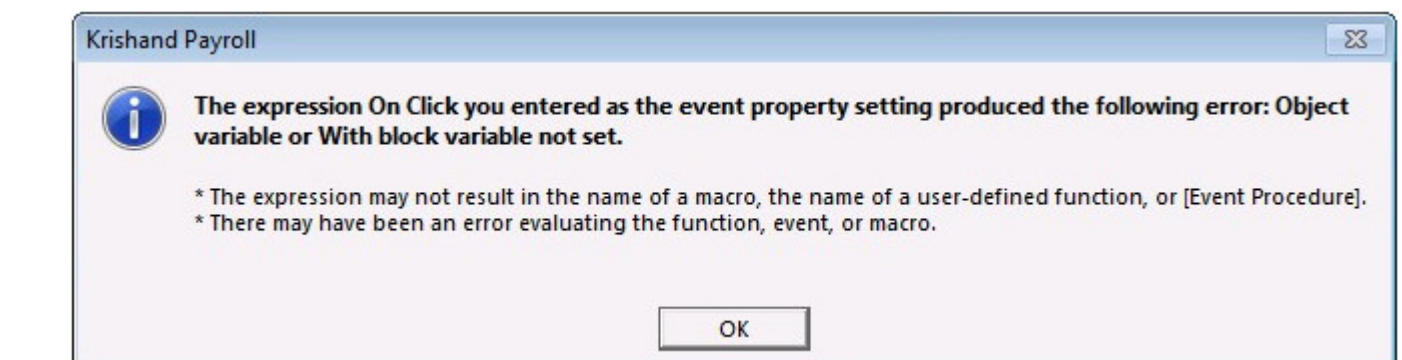 Krishand Payroll
The expression On Click you entered as the event property setting produced the following error: Object
variable or With block variable not set.
* The expression may not result in the name of a macro, the name of a user-defined function, or [Event Procedure].
* There may have been an error evaluating the function, event, or macro.
OK